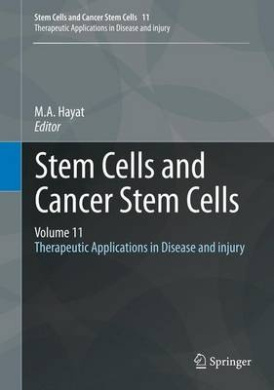 Stem Cells and Cancer Stem Cells 11
Therapeutic Applications in Disease and injury
M.A. Hayat
Editor
Stem Cells and
Cancer Stem Cells
Volume 11
Therapeutic Applications in Disease and injury
Springer